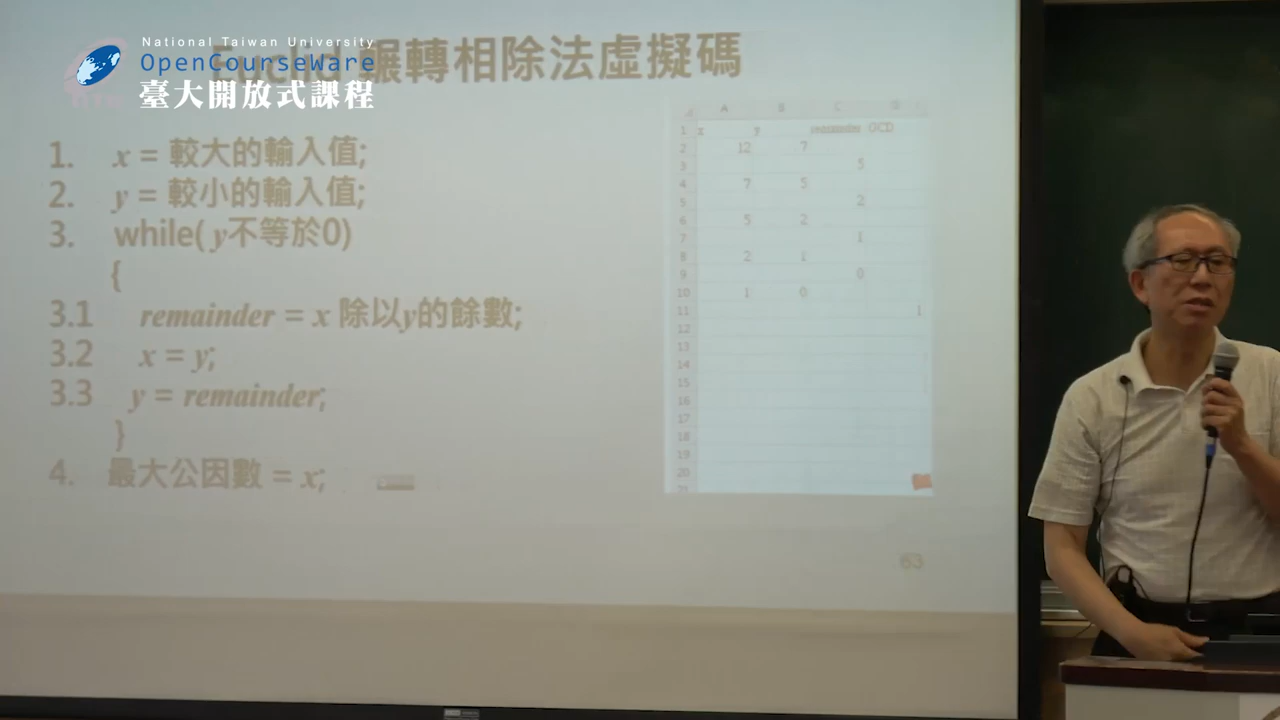 National Taiwan University
OpenCourseWare
臺大開放式課程
Euclid 輾轉相除法虛擬碼
1. x = 較大的輸入值;
2. y = 較小的輸入值;
3. while( y不等於0)
{
3.1 remainder = x 除以y的餘數;
3.2 x = y;
3.3 y = remainder;
}
4. 最大公因數 = x;
A B C D
1 x y remainder GCD
2 12 7
3 5
4 7 5
5 2
6 5 2
7 1
8 2 1
9 0
10 1 0
11 1
12
13
14
15
16
17
18
19
20
21
63